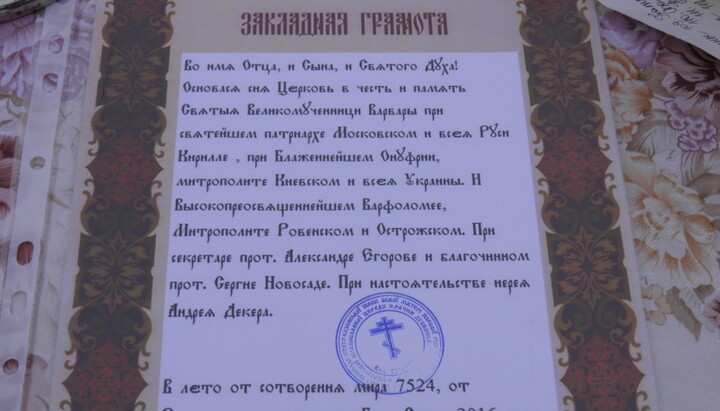 ЗАКЛАДНАЯ ГРАМОТА
Во имя Отца, и Сына, и Святого Духа!
Основася сия Церковь в честь и память
Святыя Великомученицы Варвары при
святейшем патриархе Московском и всея Руси
Кирилле , при Блаженнейшем Онуфрии,
митрополите Киевском и всея Украины. И
Высокопреосвященнейшем Варфоломее,
Митрополите Ровенском и Острожском. При
секретаре прот. Александре Егорове и благочинном
прот. Сергие Новосаде. При настоятельстве иерея
Андрея Декера.
В лето от сотворения мира 7524, от